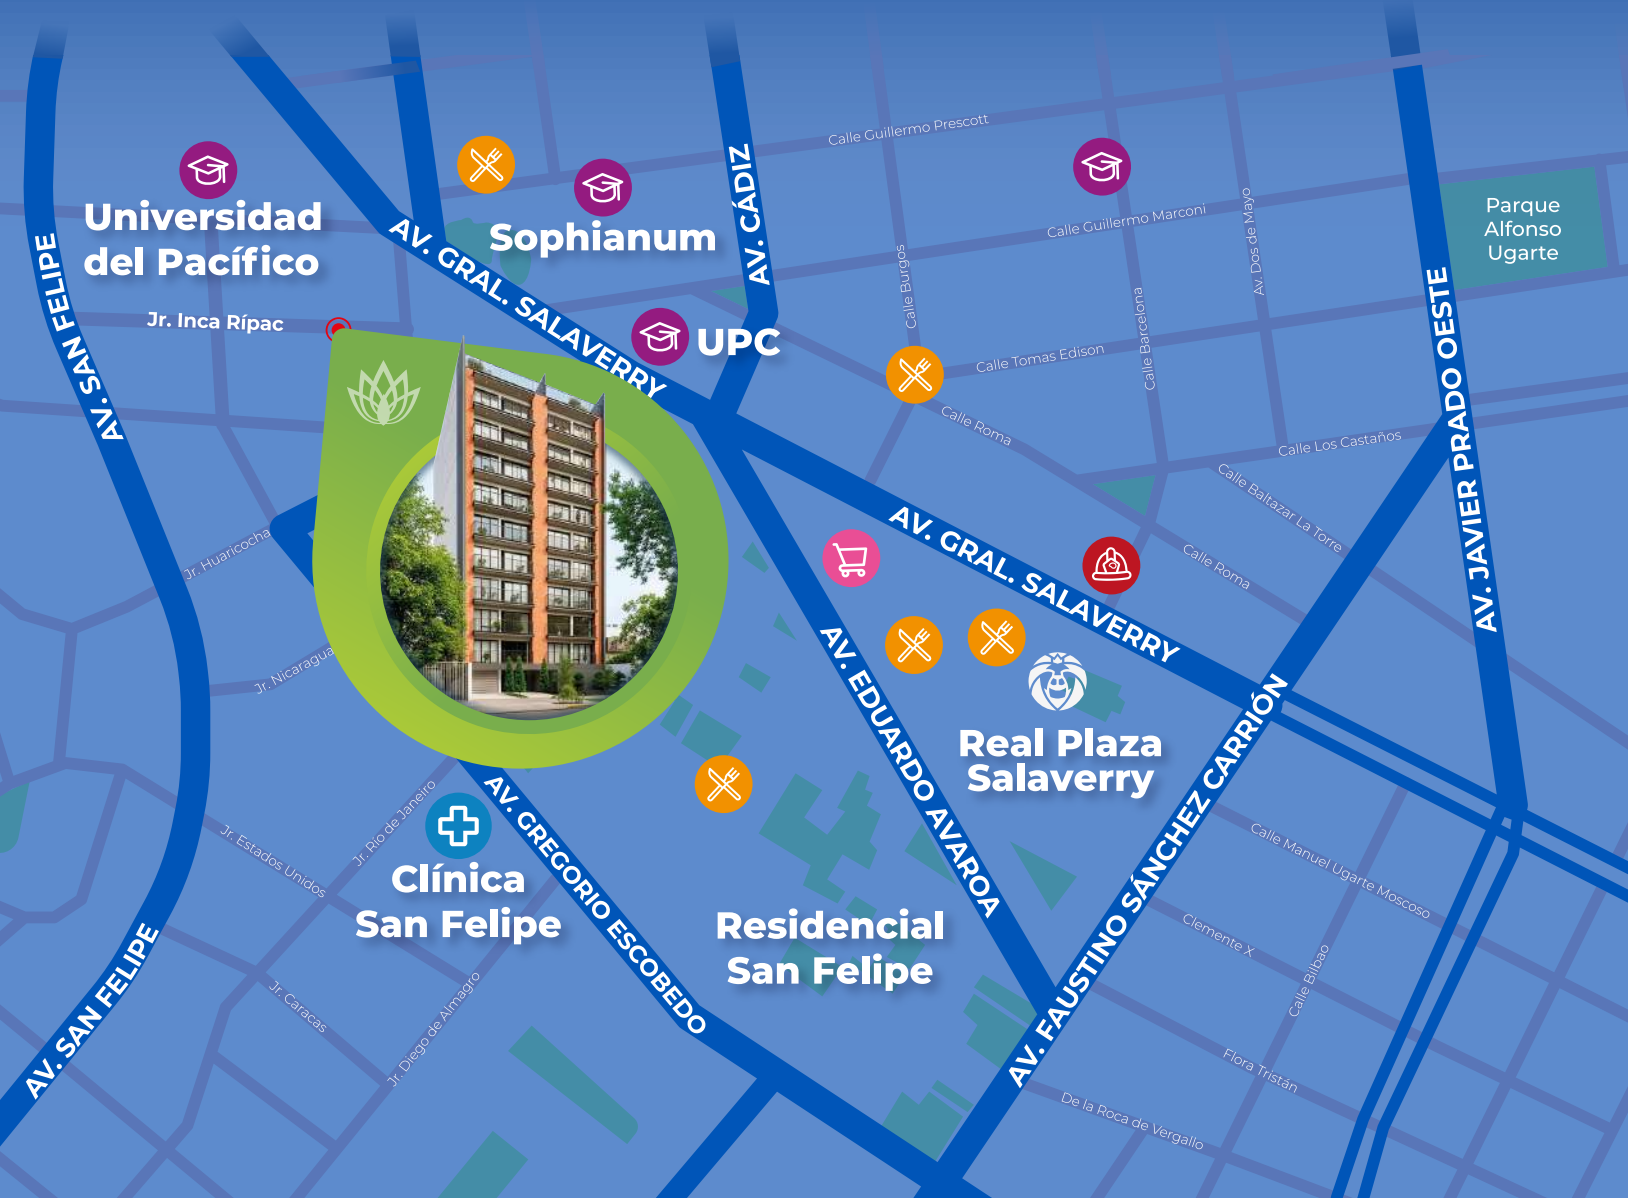 Calle Guillermo Prescott
AV. CÁDIZ
Universidad
del Pacífico
Sophianum
AV. GRAL. SALAVERRY
Calle Guillermo Marconi
Av. Dos de Mayo
Parque
Alfonso
Ugarte
AV. SAN FELIPE
Jr. Inca Rípac
UPC
Calle Burgos
Calle Barcelona
Calle Tomas Edison
AV. JAVIER PRADO OESTE
Calle Roma
Calle Los Castaños
Calle Baltazar La Torre
Jr. Huaricocha
AV. GRAL. SALAVERRY
Calle Roma
Jr. Nicaragua
AV. EDUARDO AVAROA
Real Plaza
Salaverry
AV. FAUSTINO SÁNCHEZ CARRIÓN
AV. GREGORIO ESCOBEDO
Jr. Rio de Janeiro
Jr. Estados Unidos
Clínica
San Felipe
Residencial
San Felipe
Calle Manuel Ugarte Moscoso
Clemente X
Calle Bilbao
AV. SAN FELIPE
Jr. Caracas
Jr. Diego de Almagro
Flora Tristán
De la Roca de Vergallo